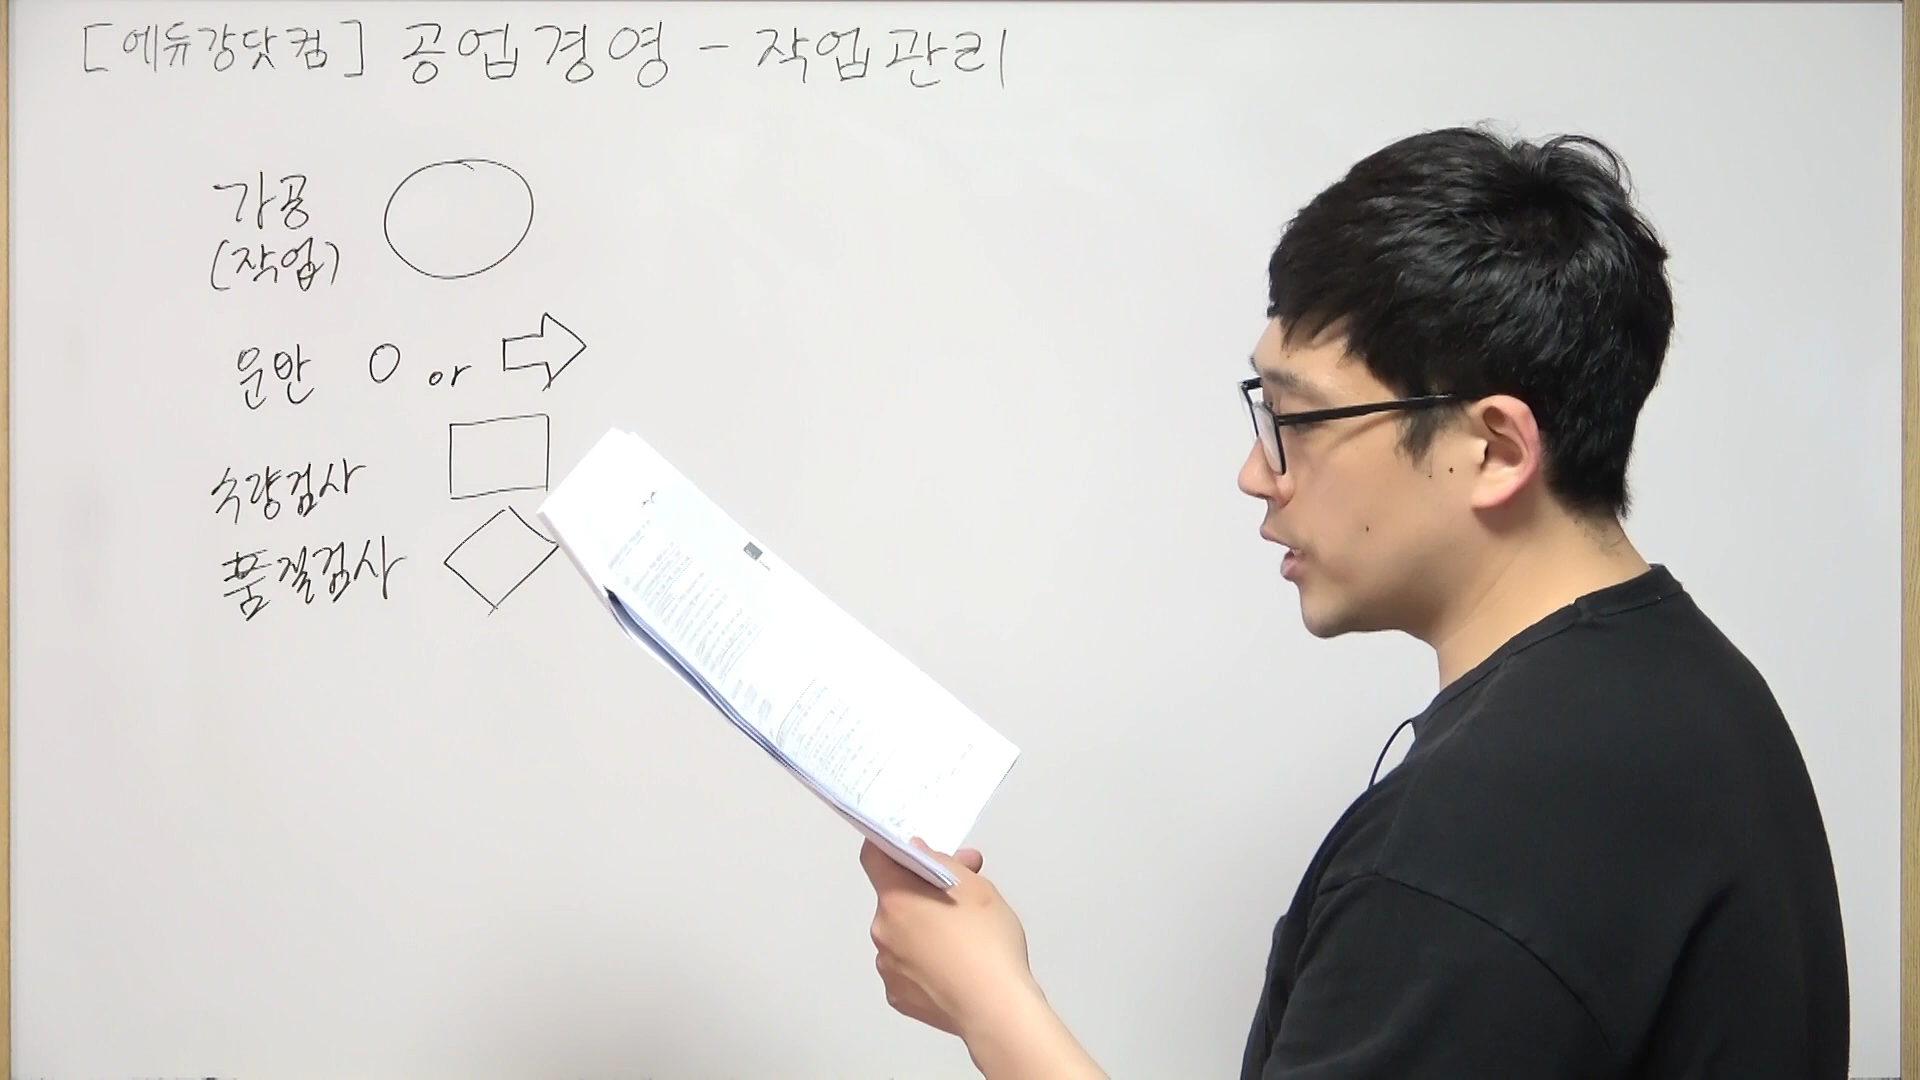 [에듀강닷컴] 공업경영 - 작업관리
가공
(작업)
운반 O or
수량검사
품질검사